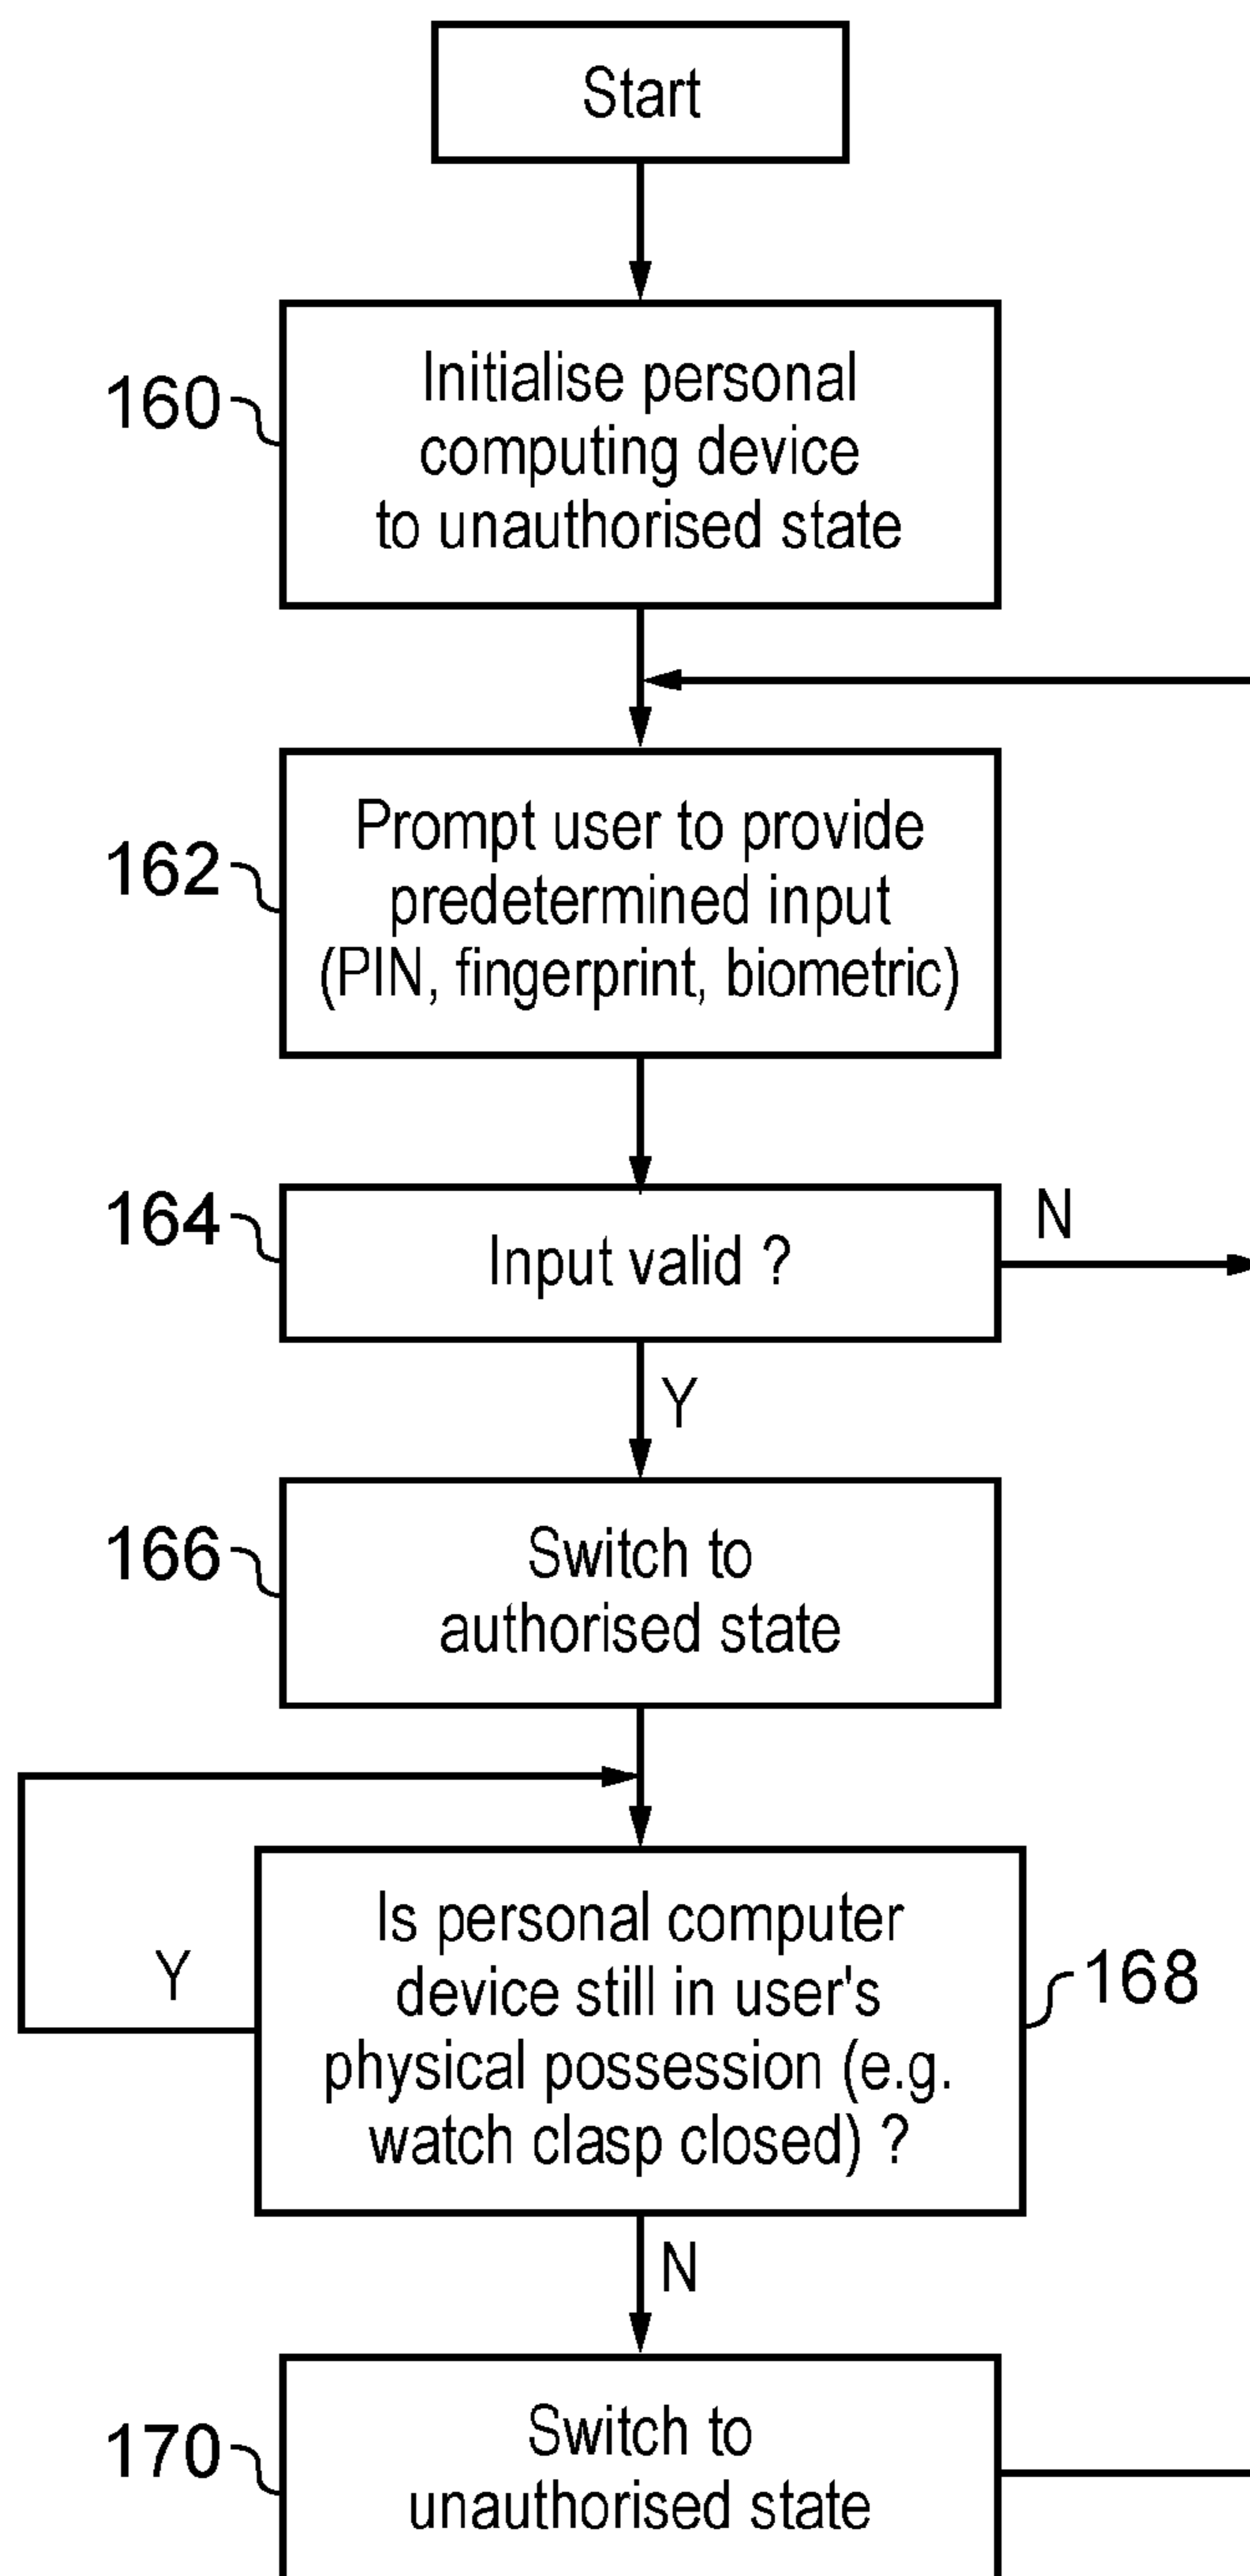 Start
160
Initialise personal
computing device
to unauthorised state
162
Prompt user to provide
predetermined input
(PIN, fingerprint, biometric)
164
Input valid ?
N
Y
166
Switch to
authorised state
Y
Is personal computer
device still in user's
physical possession (e.g.
watch clasp closed) ?
168
N
170
Switch to
unauthorised state